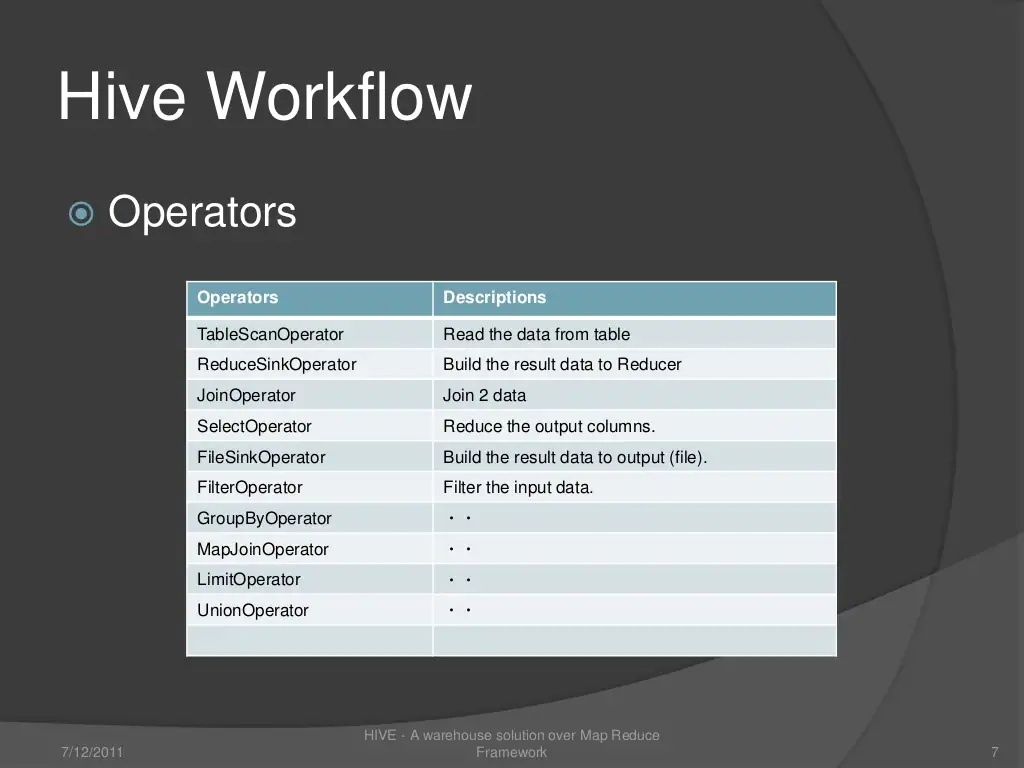 Hive Workflow
Operators
Operators Descriptions
TableScanOperator Read the data from table
ReduceSinkOperator Build the result data to Reducer
JoinOperator Join 2 data
SelectOperator Reduce the output columns.
FileSinkOperator Build the result data to output (file).
FilterOperator Filter the input data.
GroupByOperator ・・
MapJoinOperator ・・
LimitOperator ・・
UnionOperator ・・
HIVE - A warehouse solution over Map Reduce
7/12/2011 Framework 7